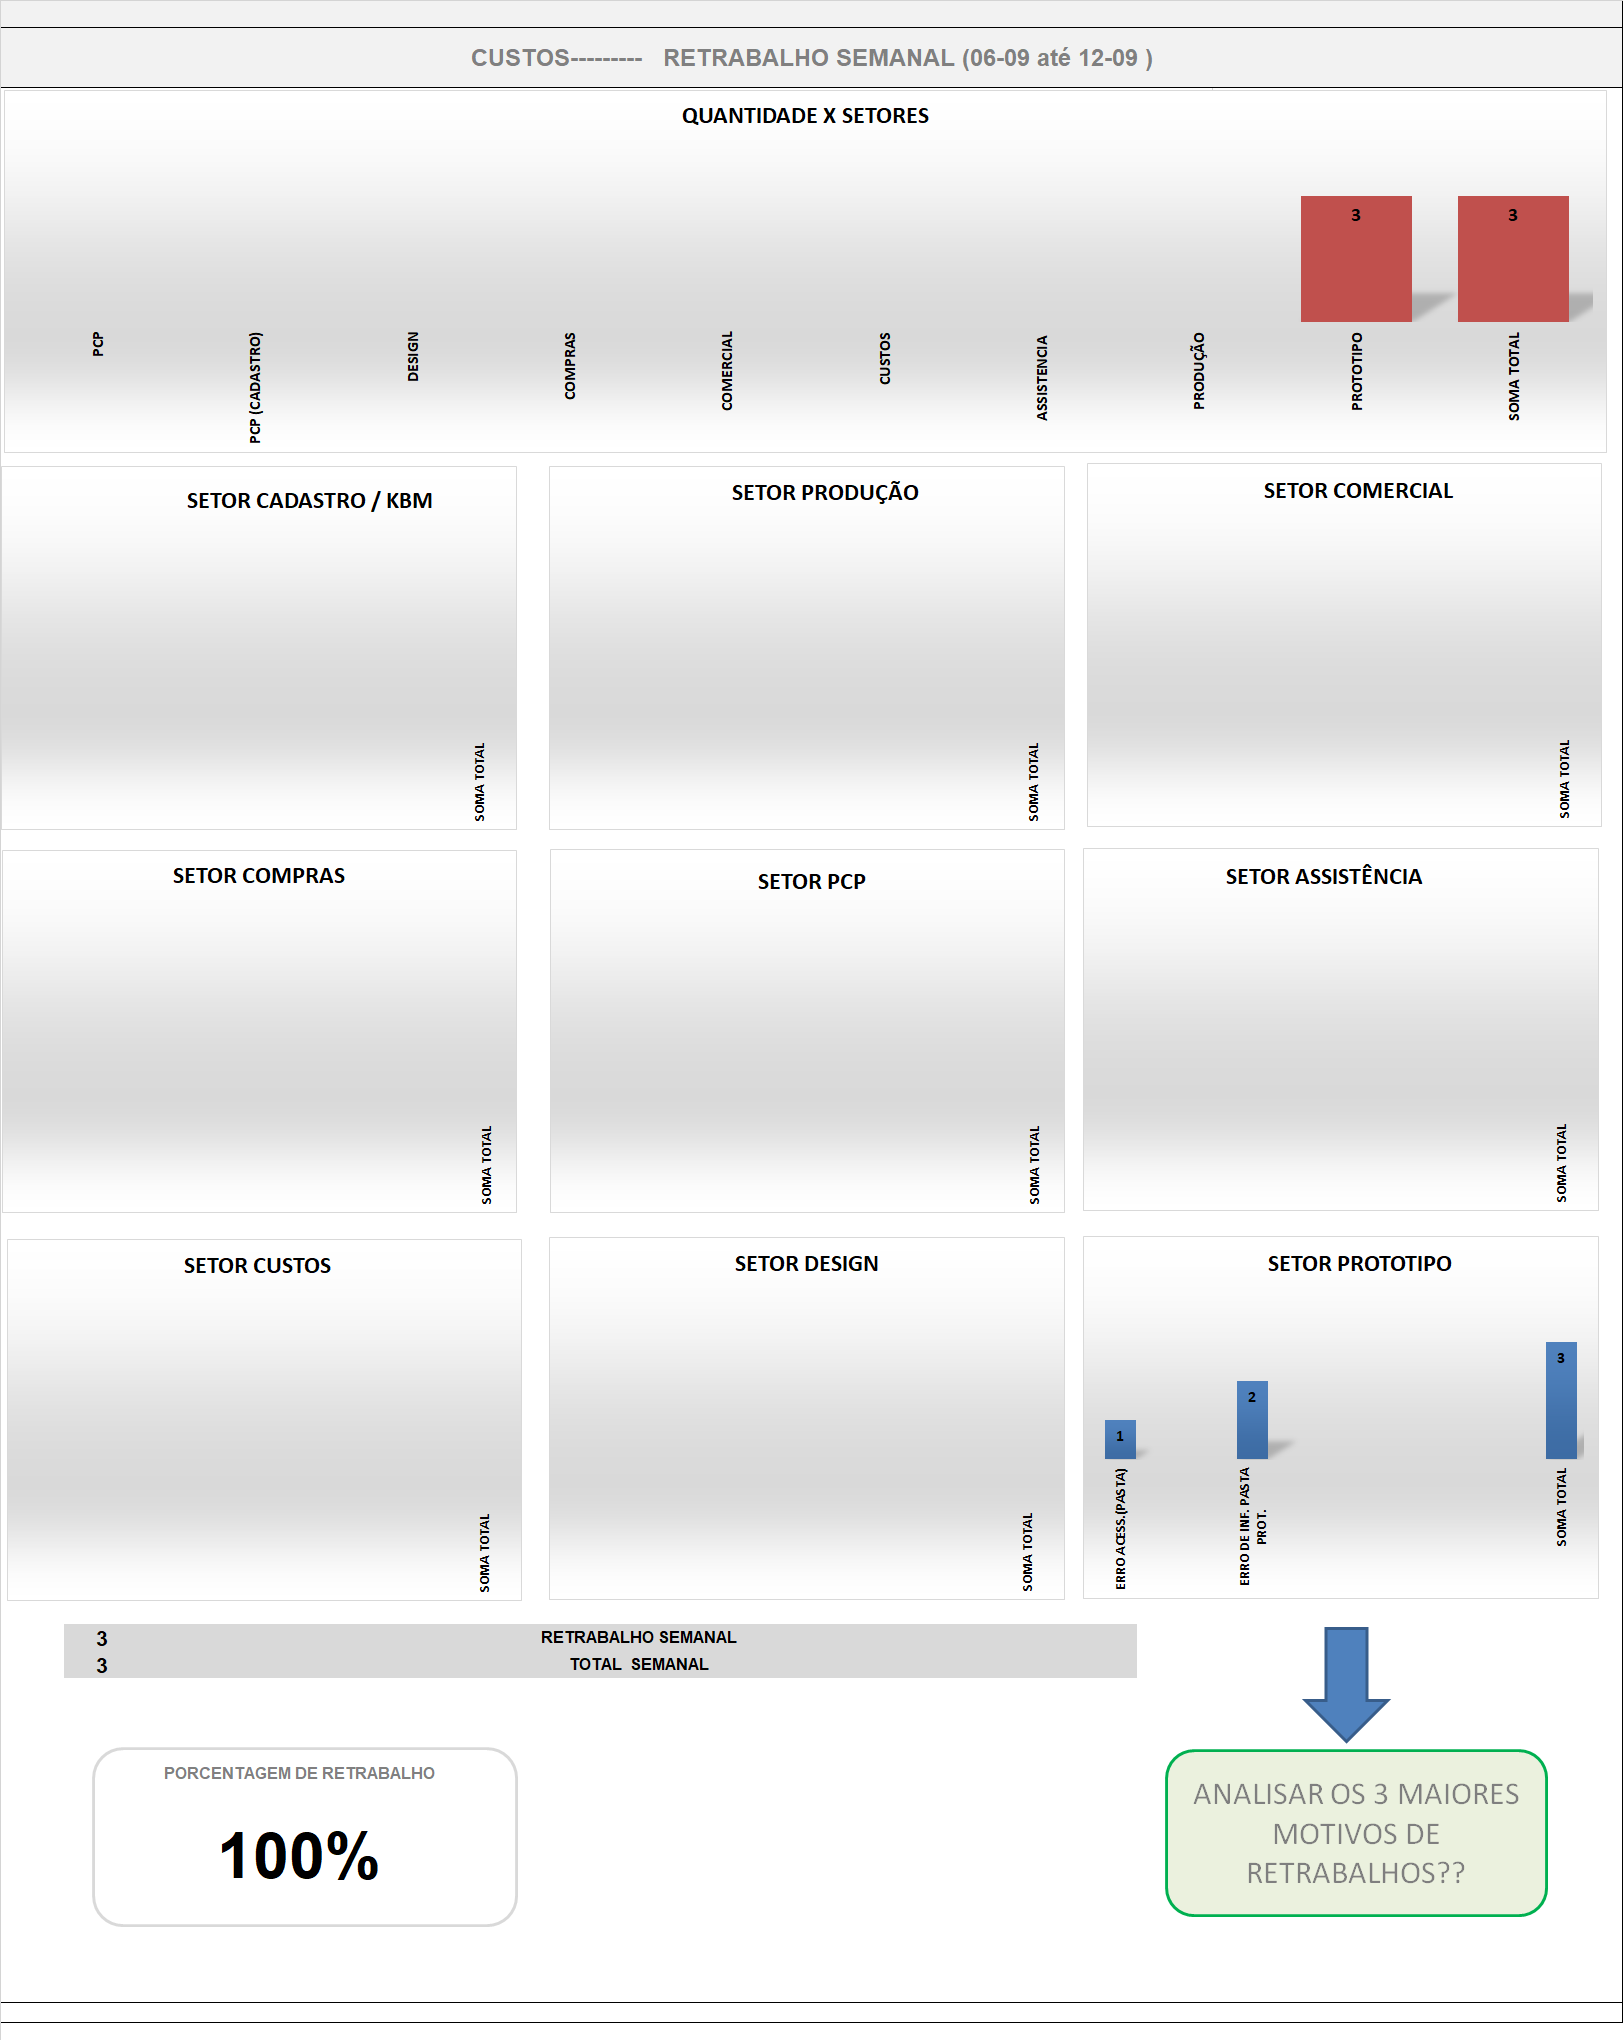 CUSTOS--------- RETRABALHO SEMANAL (06-09 até 12-09 )
QUANTIDADE X SETORES
3
3
PCP
PCP (CADASTRO)
DESIGN
COMPRAS
COMERCIAL
CUSTOS
ASSISTENCIA
PRODUÇÃO
PROTOTIPO
SOMA TOTAL
SETOR CADASTRO / KBM
SOMA TOTAL
SETOR PRODUÇÃO
SOMA TOTAL
SETOR COMERCIAL
SOMA TOTAL
SETOR COMPRAS
SOMA TOTAL
SETOR PCP
SOMA TOTAL
SETOR ASSISTÊNCIA
SOMA TOTAL
SETOR CUSTOS
SOMA TOTAL
SETOR DESIGN
SOMA TOTAL
SETOR PROTOTIPO
1
2
3
ERRO ACESS.(PASTA)
ERRO DE INF. PASTA
PROT.
SOMA TOTAL
3 RETRABALHO SEMANAL
3 TOTAL SEMANAL
PORCENTAGEM DE RETRABALHO
100%
ANALISAR OS 3 MAIORES
MOTIVOS DE
RETRABALHOS??